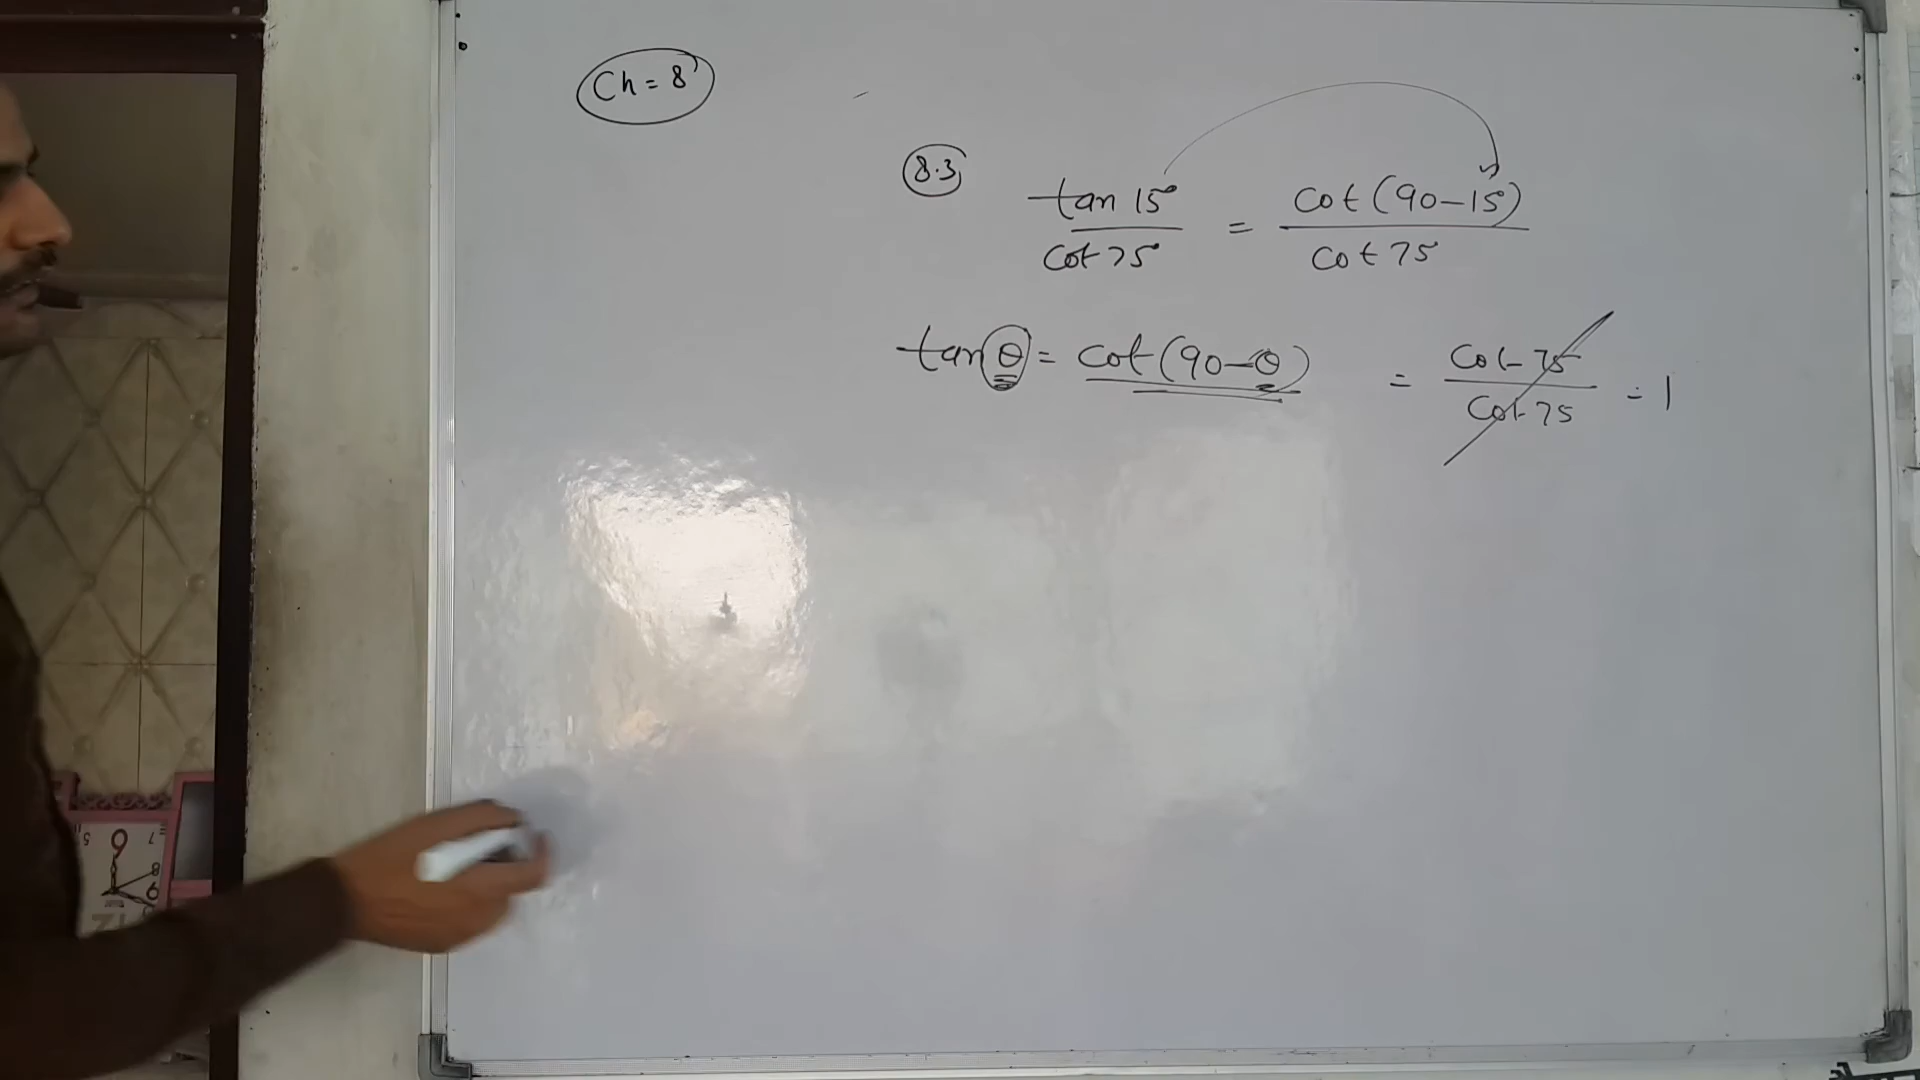 Ch = 8
8.3
tan 15° / cot 75° = cot (90 - 15) / cot 75
tan θ = cot (90 - θ)
= cot 75 / cot 75 = 1